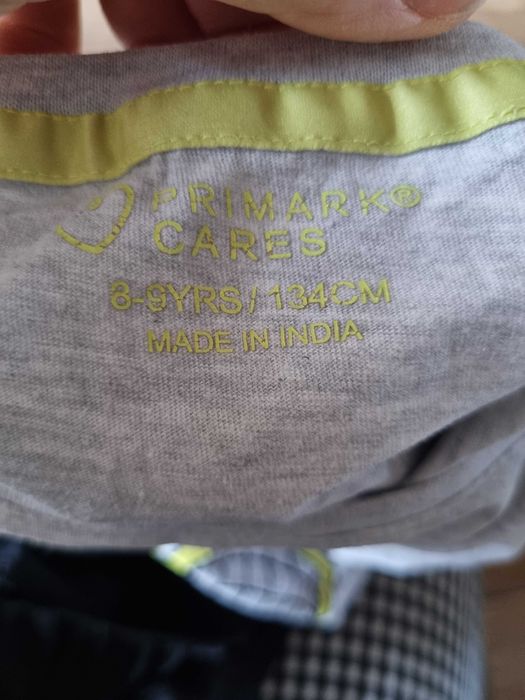 PRIMARK®
CARES
8-9YRS/134CM
MADE IN INDIA